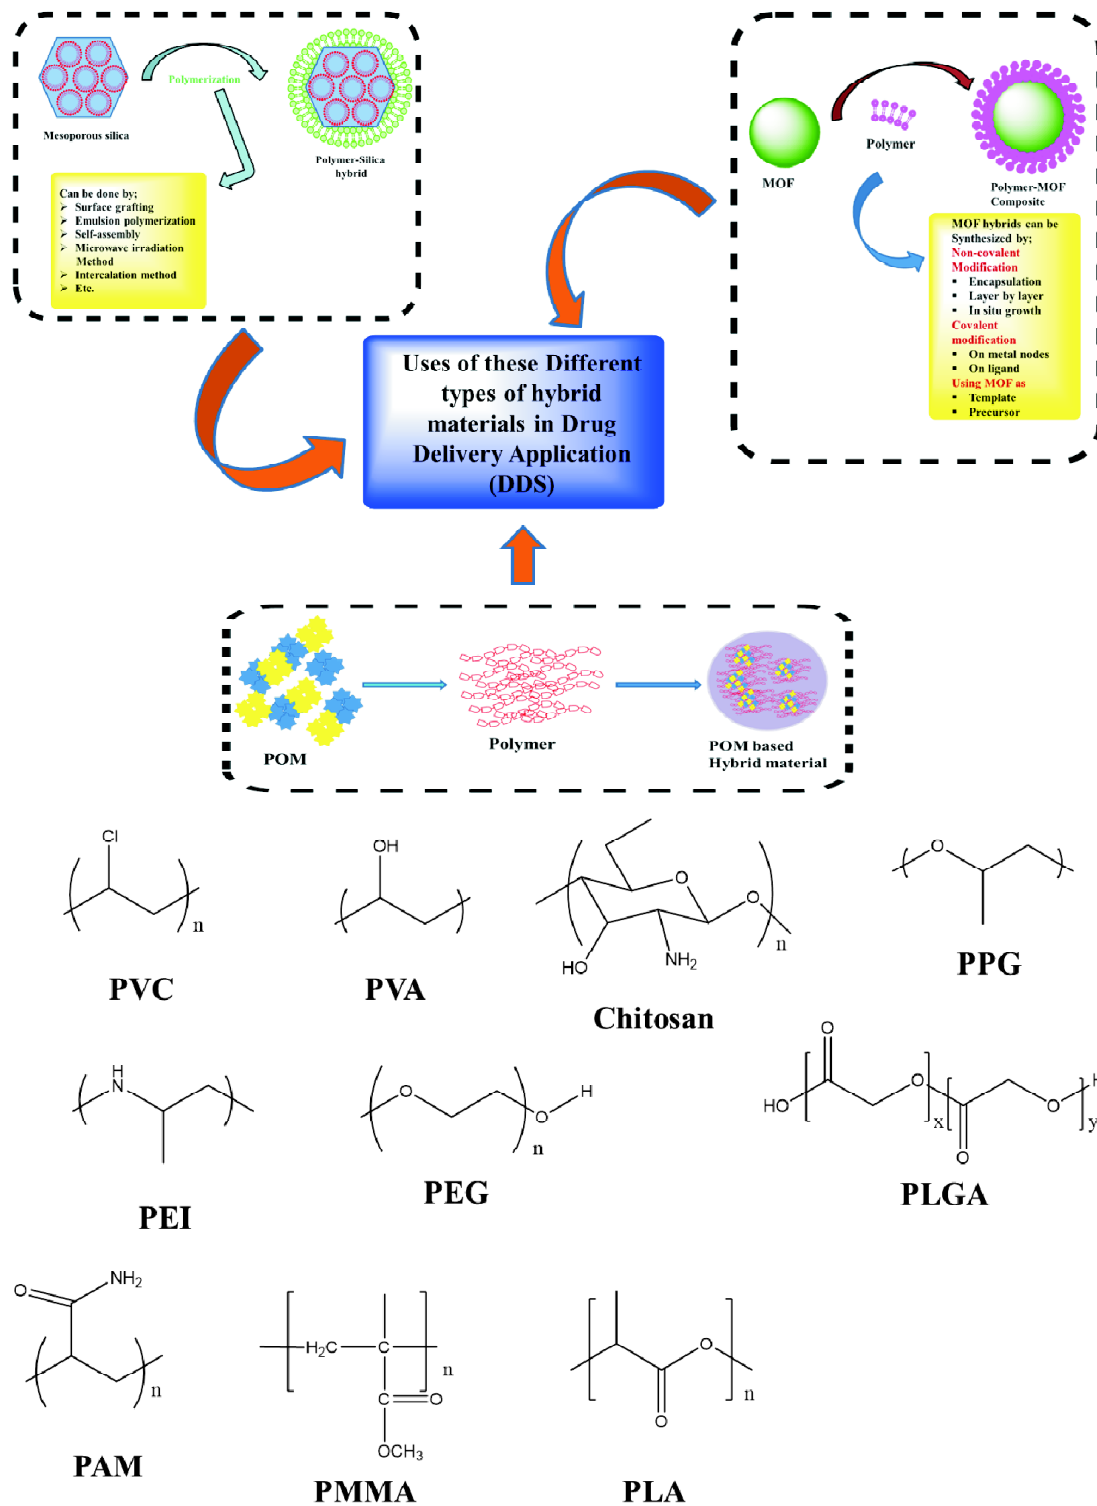 Polymerization
Mesoporous silica
Polymer-Silica
hybrid
Can be done by;
➢ Surface grafting
➢ Emulsion polymerization
➢ Self-assembly
➢ Microwave irradiation
Method
➢ Intercalation method
➢ Etc.
MOF
Polymer
Polymer-MOF
Composite
MOF hybrids can be
Synthesized by;
Non-covalent
Modification
▪ Encapsulation
▪ Layer by layer
▪ In situ growth
Covalent
modification
▪ On metal nodes
▪ On ligand
Using MOF as
▪ Template
▪ Precursor
Uses of these Different
types of hybrid
materials in Drug
Delivery Application
(DDS)
POM
Polymer
POM based
Hybrid material
Cl
n
PVC
OH
PVA
O
O
HO
NH2
n
Chitosan
O
PPG
H
N
PEI
O
O
H
n
PEG
O
HO
O
x
O
O
H
y
PLGA
O
NH2
n
PAM
H2C
C
n
C
O
OCH3
PMMA
O
O
n
PLA